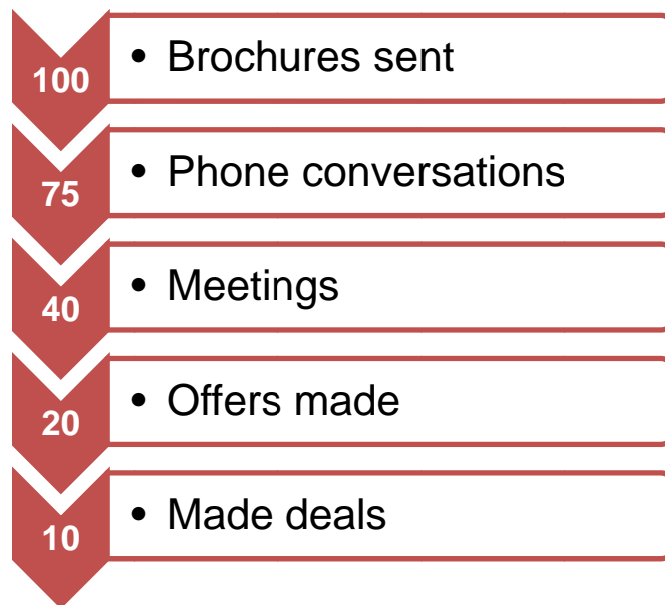 100
• Brochures sent
75
• Phone conversations
40
• Meetings
20
• Offers made
10
• Made deals